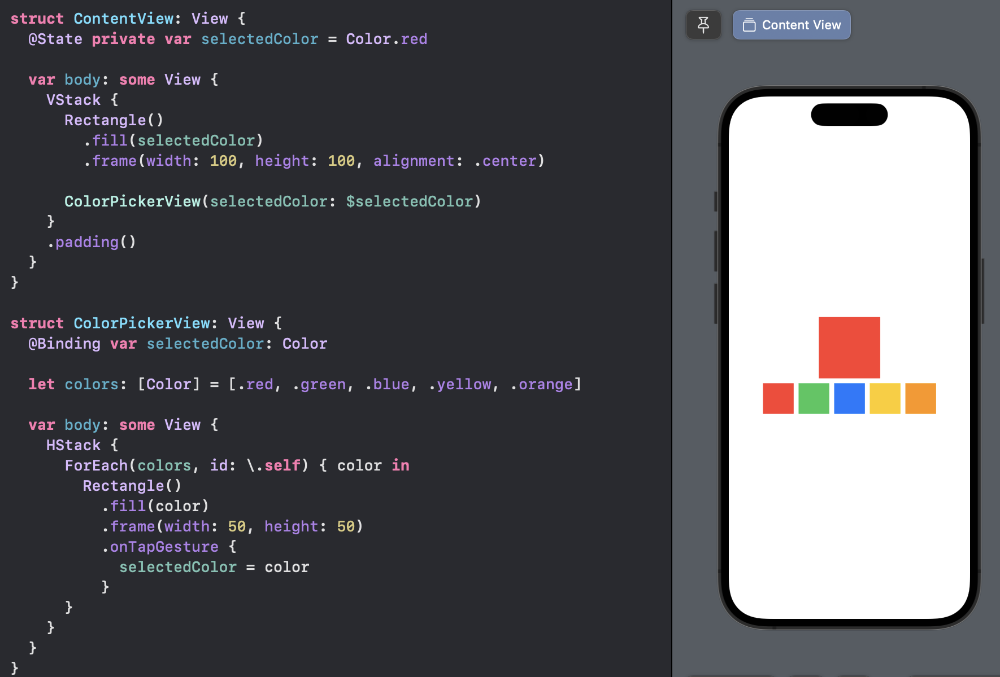 struct ContentView: View {
  @State private var selectedColor = Color.red

  var body: some View {
    VStack {
      Rectangle()
        .fill(selectedColor)
        .frame(width: 100, height: 100, alignment: .center)

      ColorPickerView(selectedColor: $selectedColor)
    }
    .padding()
  }
}

struct ColorPickerView: View {
  @Binding var selectedColor: Color

  let colors: [Color] = [.red, .green, .blue, .yellow, .orange]

  var body: some View {
    HStack {
      ForEach(colors, id: \.self) { color in
        Rectangle()
          .fill(color)
          .frame(width: 50, height: 50)
          .onTapGesture {
            selectedColor = color
          }
      }
    }
  }
}
Content View